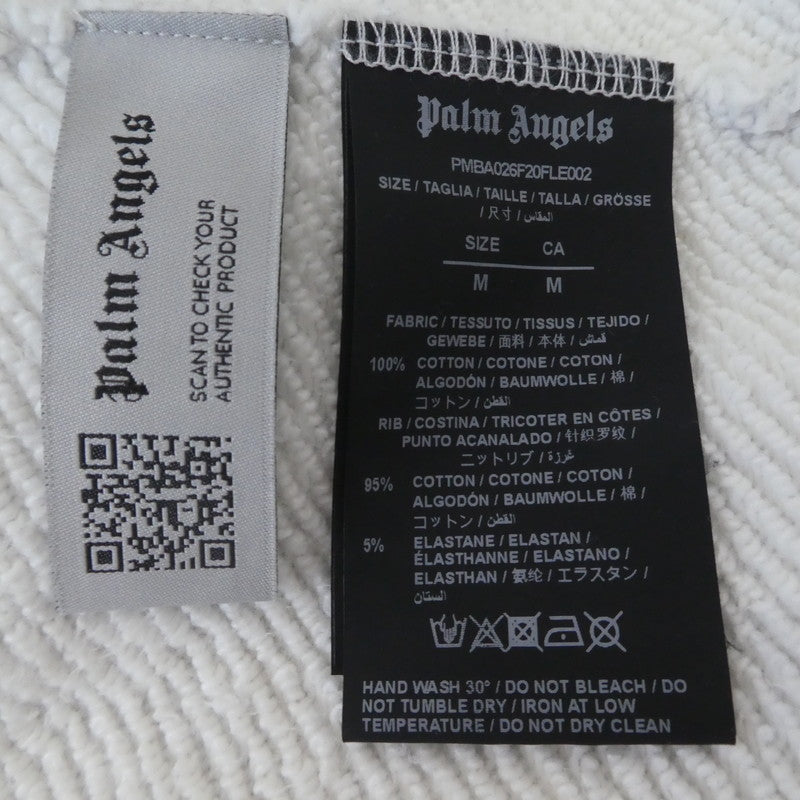 Palm Angels
SCAN TO CHECK YOUR
AUTHENTIC PRODUCT
Palm Angels
PMBA026F20FLE002
SIZE / TAGLIA / TAILLE / TALLA / GRÖSSE
/ 尺寸 / المقاس
SIZE CA
M M
FABRIC / TESSUTO / TISSUS / TEJIDO /
GEWEBE / 面料 / 本体 / قماش
100% COTTON / COTONE / COTON /
ALGODÓN / BAUMWOLLE / 棉 /
コットン / القطن
RIB / COSTINA / TRICOTER EN CÔTES /
PUNTO ACANALADO / 针织罗纹 /
ニットリブ / شرزة
95% COTTON / COTONE / COTON /
ALGODÓN / BAUMWOLLE / 棉 /
コットン / القطن
5% ELASTANE / ELASTAN /
ÉLASTHANNE / ELASTANO /
ELASTHAN / 氨纶 / エラスタン /
الستان
HAND WASH 30° / DO NOT BLEACH / DO
NOT TUMBLE DRY / IRON AT LOW
TEMPERATURE / DO NOT DRY CLEAN